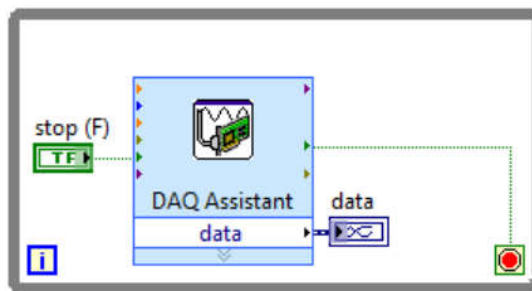 stop (F)
TF
DAQ Assistant
data
data
i